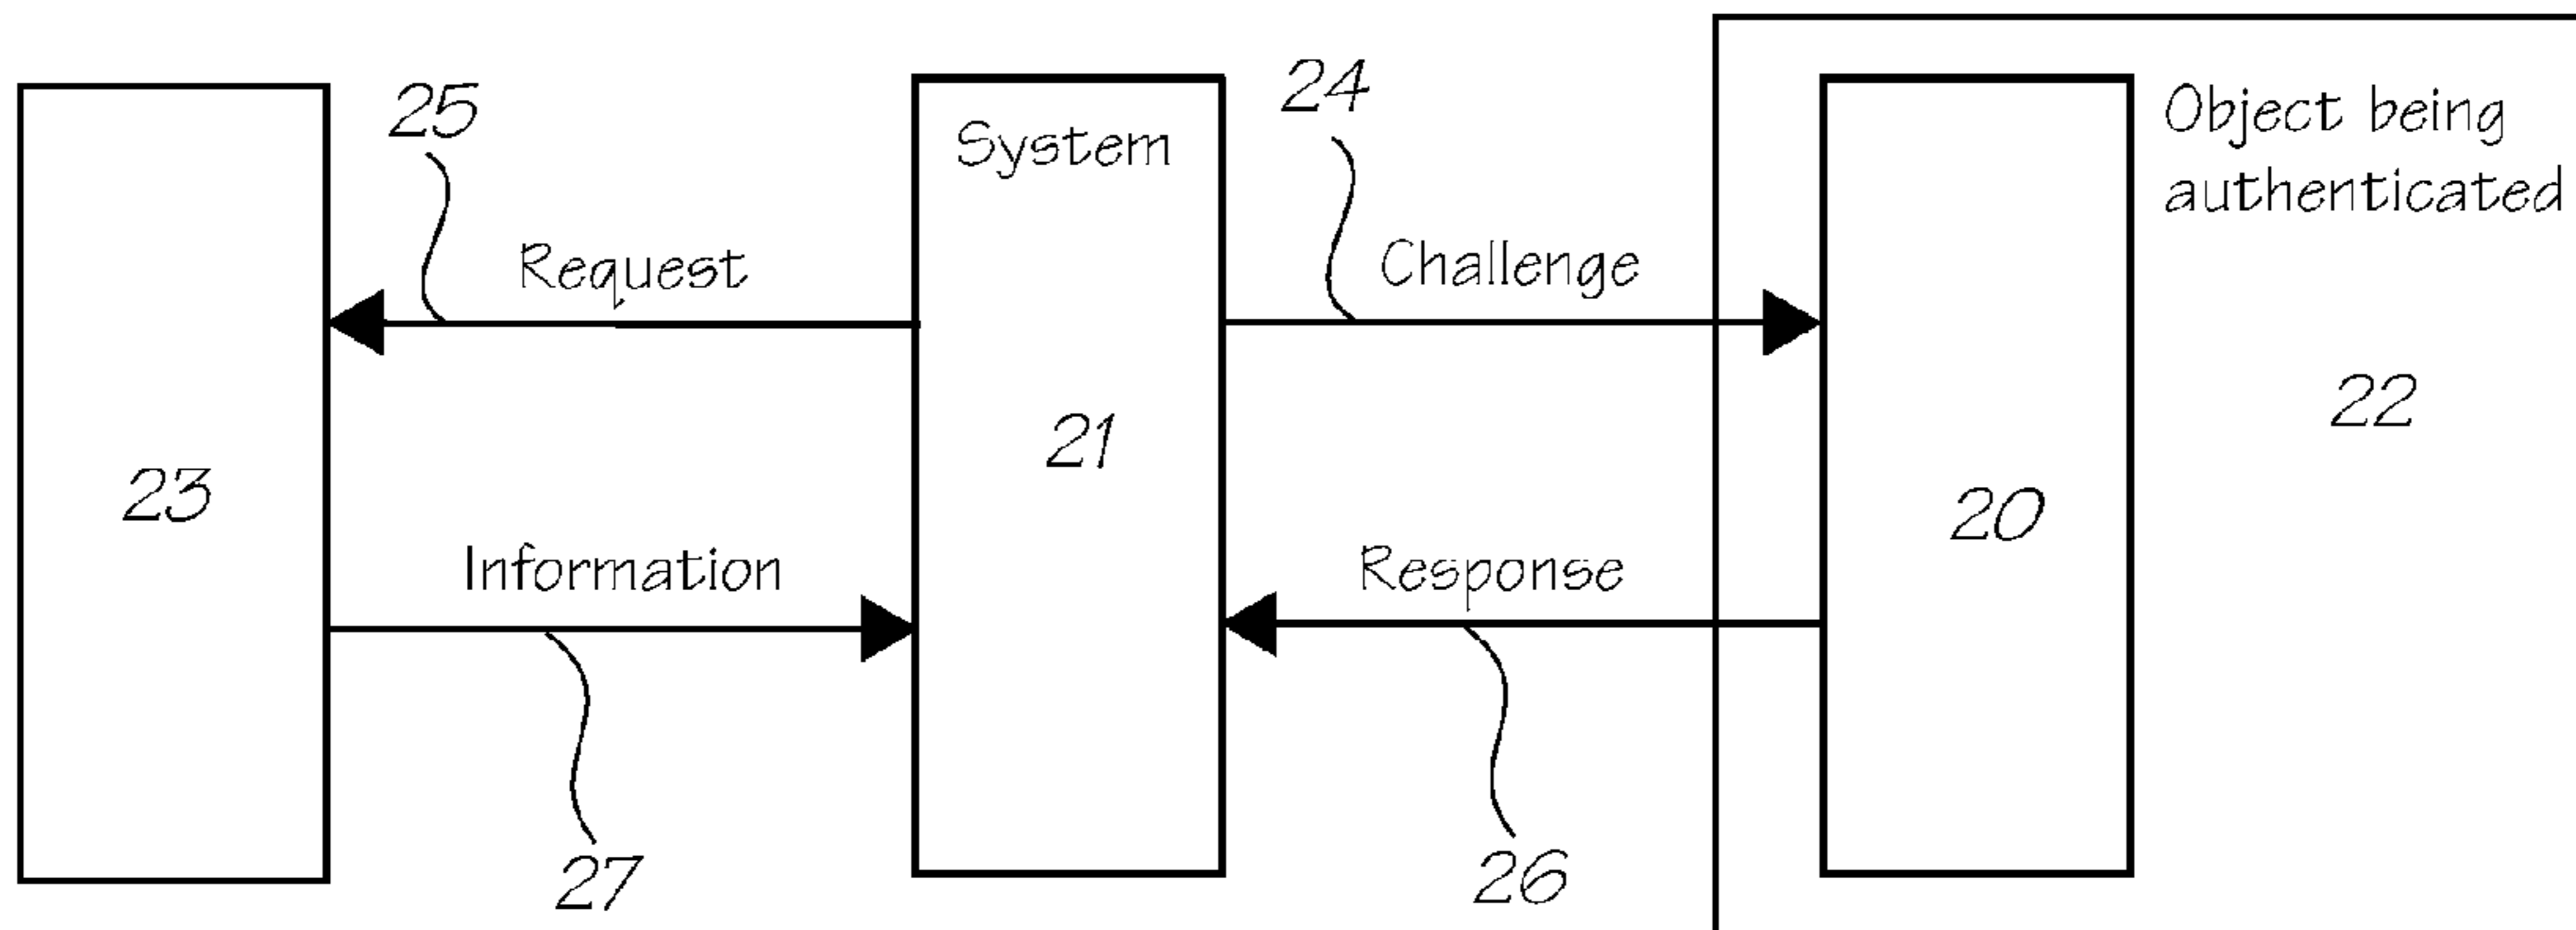 25
24
System
Object being
authenticated
Request
Challenge
22
21
23
20
Information
Response
27
26